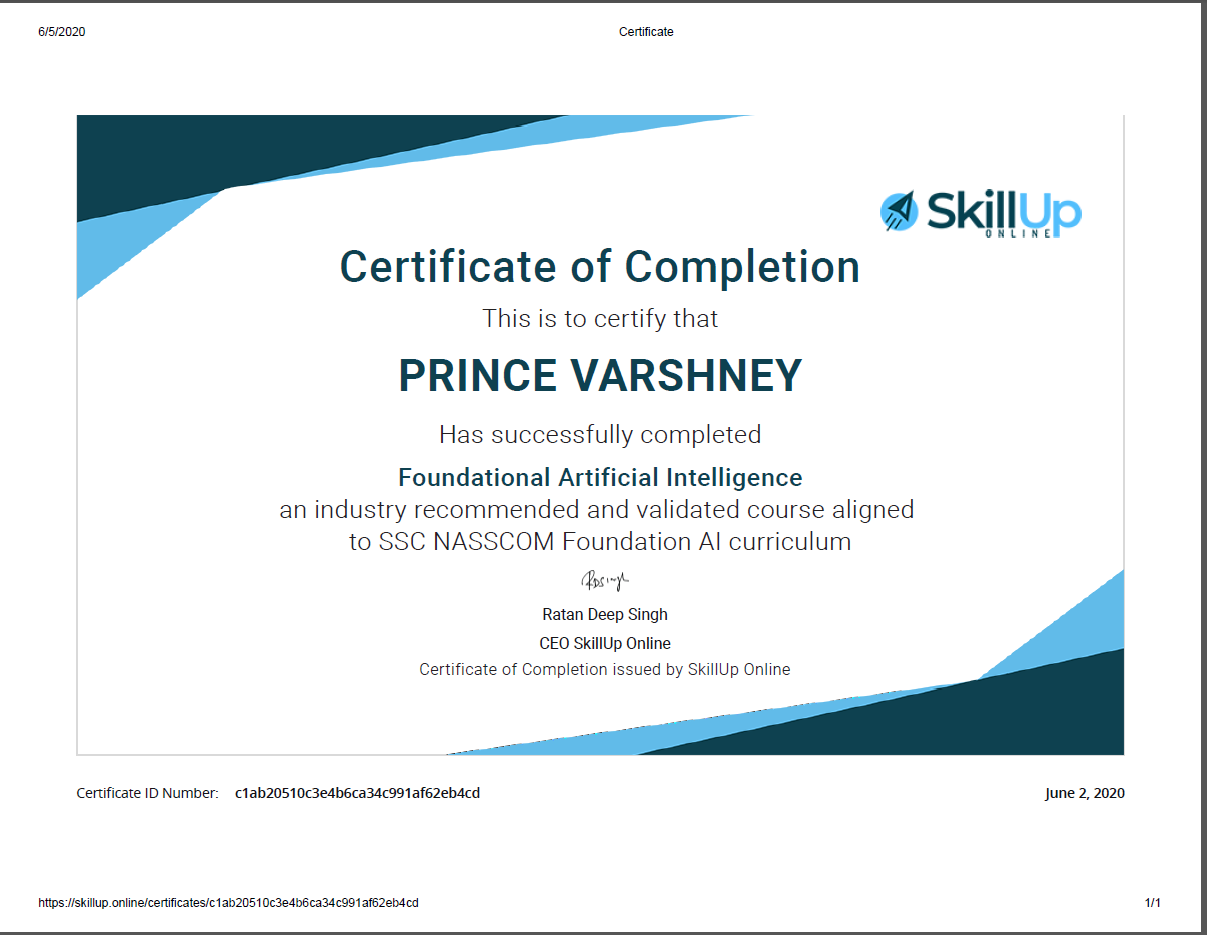 6/5/2020 Certificate
SkillUp
ONLINE
Certificate of Completion
This is to certify that
PRINCE VARSHNEY
Has successfully completed
Foundational Artificial Intelligence
an industry recommended and validated course aligned
to SSC NASSCOM Foundation AI curriculum
RDSingh
Ratan Deep Singh
CEO SkillUp Online
Certificate of Completion issued by SkillUp Online
Certificate ID Number: c1ab20510c3e4b6ca34c991af62eb4cd June 2, 2020
https://skillup.online/certificates/c1ab20510c3e4b6ca34c991af62eb4cd 1/1